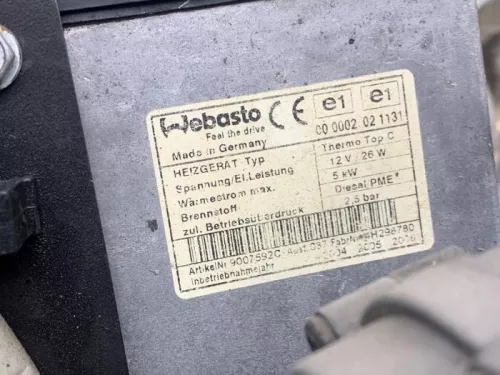 Webasto
Feel the drive
CE e1 e1
00 0002 02 1131
Made in Germany
HEIZGERÄT-Typ Thermo Top C
Spannung/El.Leistung 12 V / 26 W
Wärmestrom max. 5 kW
Brennstoff Diesel PME*
zul. Betriebsüberdruck 2,5 bar
ArtikelNr 9007592C
Inbetriebnahmejahr 2004 2005 2006